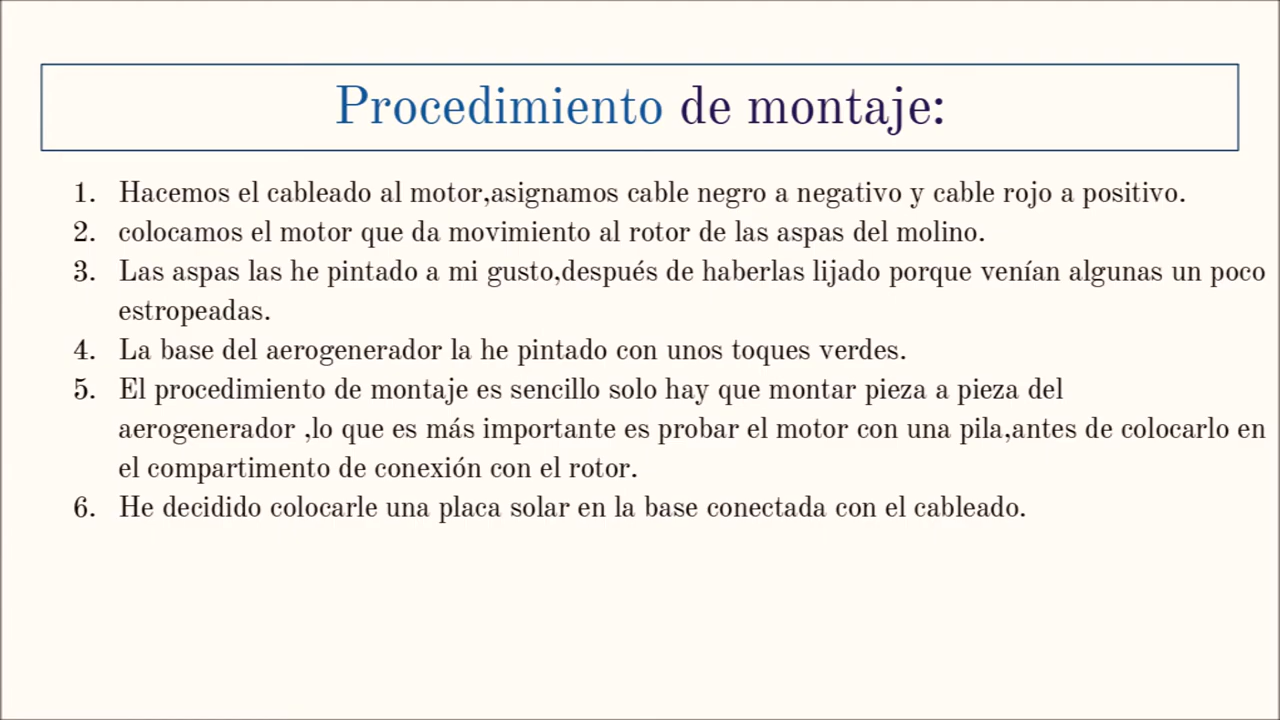 Procedimiento de montaje:
1. Hacemos el cableado al motor,asignamos cable negro a negativo y cable rojo a positivo.
2. colocamos el motor que da movimiento al rotor de las aspas del molino.
3. Las aspas las he pintado a mi gusto,después de haberlas lijado porque venían algunas un poco
estropeadas.
4. La base del aerogenerador la he pintado con unos toques verdes.
5. El procedimiento de montaje es sencillo solo hay que montar pieza a pieza del
aerogenerador ,lo que es más importante es probar el motor con una pila,antes de colocarlo en
el compartimento de conexión con el rotor.
6. He decidido colocarle una placa solar en la base conectada con el cableado.